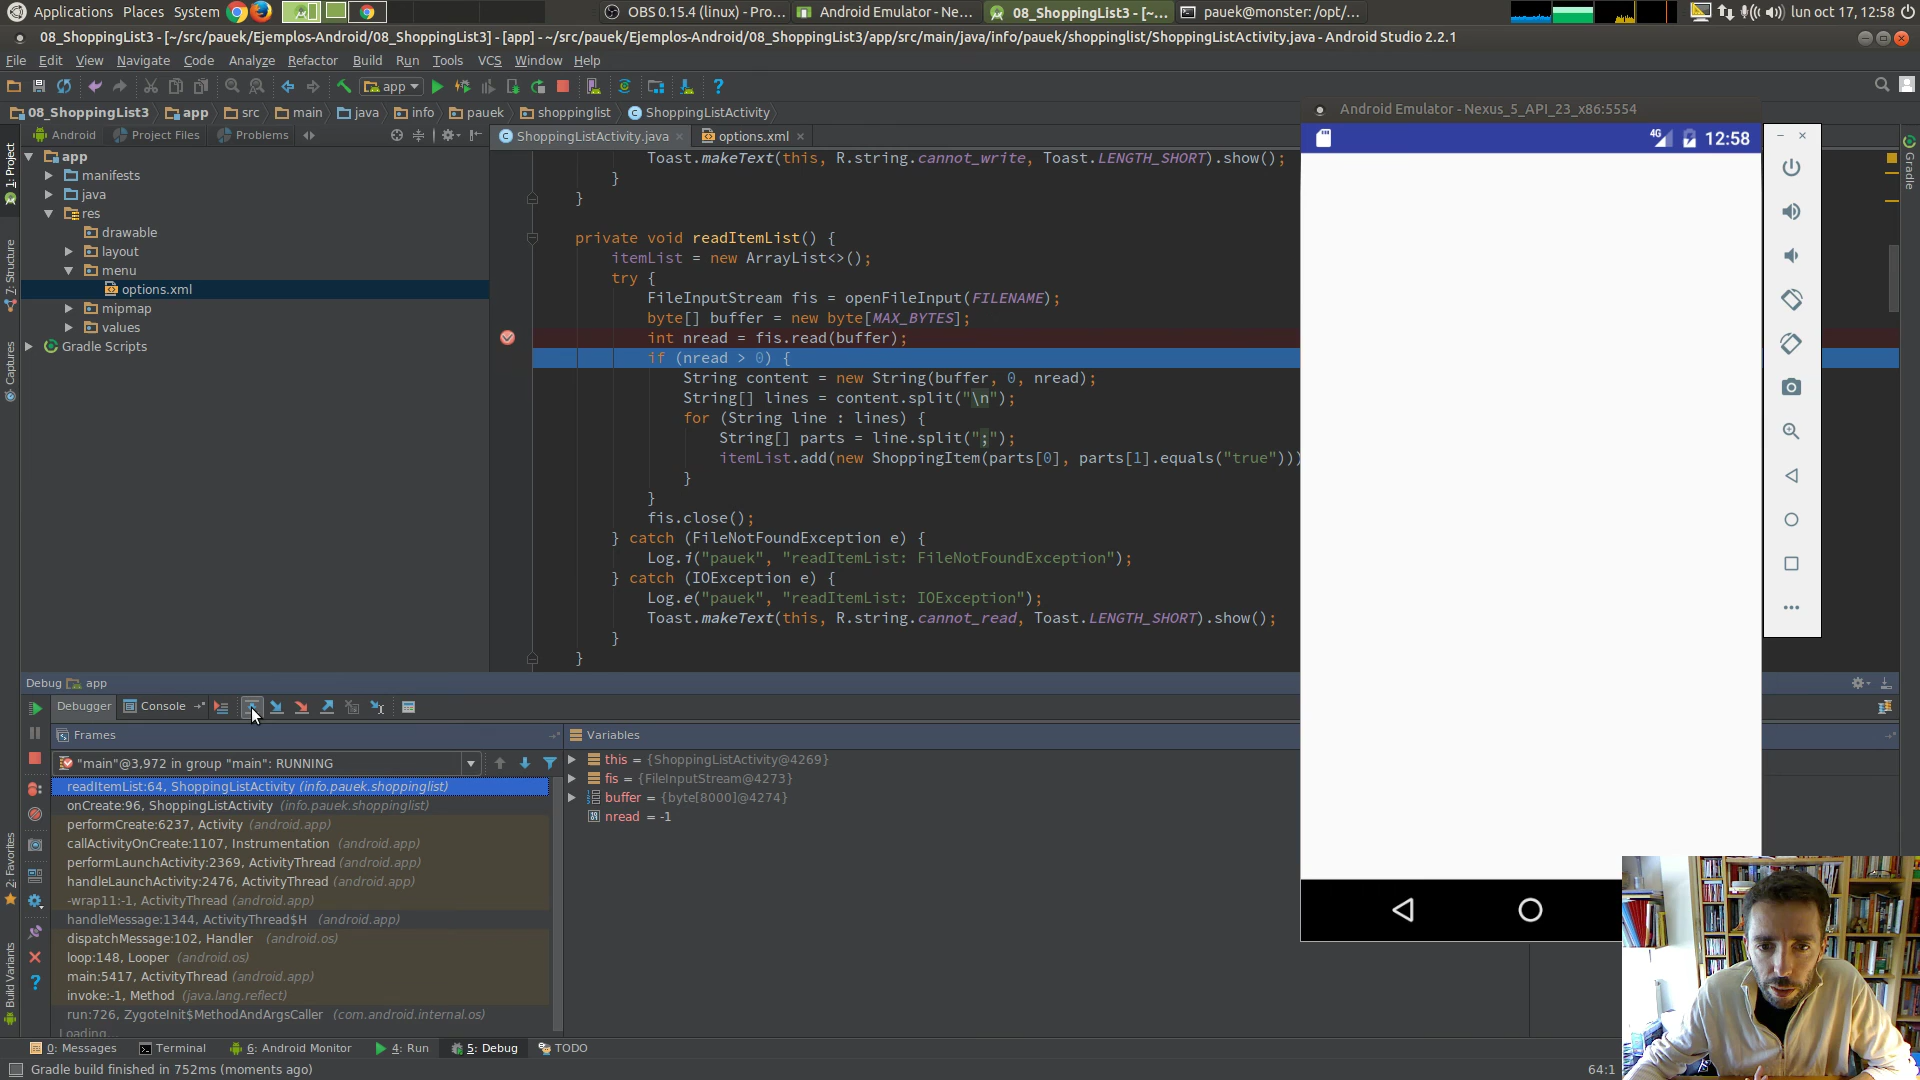 Applications Places System
OBS 0.15.4 (linux) - Pro...
Android Emulator - Ne...
08_ShoppingList3 - [~...
pauek@monster: /opt/...
lun oct 17, 12:58
08_ShoppingList3 - [~/src/pauek/Ejemplos-Android/08_ShoppingList3] - [app] - ~/src/pauek/Ejemplos-Android/08_ShoppingList3/app/src/main/java/info/pauek/shoppinglist/ShoppingListActivity.java - Android Studio 2.2.1
File Edit View Navigate Code Analyze Refactor Build Run Tools VCS Window Help
app
08_ShoppingList3 app src main java info pauek shoppinglist ShoppingListActivity
Android Project Files Problems
ShoppingListActivity.java
options.xml
1: Project
7: Structure
Captures
2: Favorites
Build Variants
Gradle
app
manifests
java
res
drawable
layout
menu
options.xml
mipmap
values
Gradle Scripts
Toast.makeText(this, R.string.cannot_write, Toast.LENGTH_SHORT).show();
}
}
private void readItemList() {
itemList = new ArrayList<>();
try {
FileInputStream fis = openFileInput(FILENAME);
byte[] buffer = new byte[MAX_BYTES];
int nread = fis.read(buffer);
if (nread > 0) {
String content = new String(buffer, 0, nread);
String[] lines = content.split("\n");
for (String line : lines) {
String[] parts = line.split(";");
itemList.add(new ShoppingItem(parts[0], parts[1].equals("true")))
}
}
fis.close();
} catch (FileNotFoundException e) {
Log.i("pauek", "readItemList: FileNotFoundException");
} catch (IOException e) {
Log.e("pauek", "readItemList: IOException");
Toast.makeText(this, R.string.cannot_read, Toast.LENGTH_SHORT).show();
}
}
Android Emulator - Nexus_5_API_23_x86:5554
4G 12:58
Debug app
Debugger Console
Frames
Variables
"main"@3,972 in group "main": RUNNING
readItemList:64, ShoppingListActivity (info.pauek.shoppinglist)
onCreate:96, ShoppingListActivity (info.pauek.shoppinglist)
performCreate:6237, Activity (android.app)
callActivityOnCreate:1107, Instrumentation (android.app)
performLaunchActivity:2369, ActivityThread (android.app)
handleLaunchActivity:2476, ActivityThread (android.app)
-wrap11:-1, ActivityThread (android.app)
handleMessage:1344, ActivityThread$H (android.app)
dispatchMessage:102, Handler (android.os)
loop:148, Looper (android.os)
main:5417, ActivityThread (android.app)
invoke:-1, Method (java.lang.reflect)
run:726, ZygoteInit$MethodAndArgsCaller (com.android.internal.os)
Loading...
this = {ShoppingListActivity@4269}
fis = {FileInputStream@4273}
buffer = {byte[8000]@4274}
nread = -1
0: Messages Terminal 6: Android Monitor 4: Run 5: Debug TODO
Gradle build finished in 752ms (moments ago)
64:1